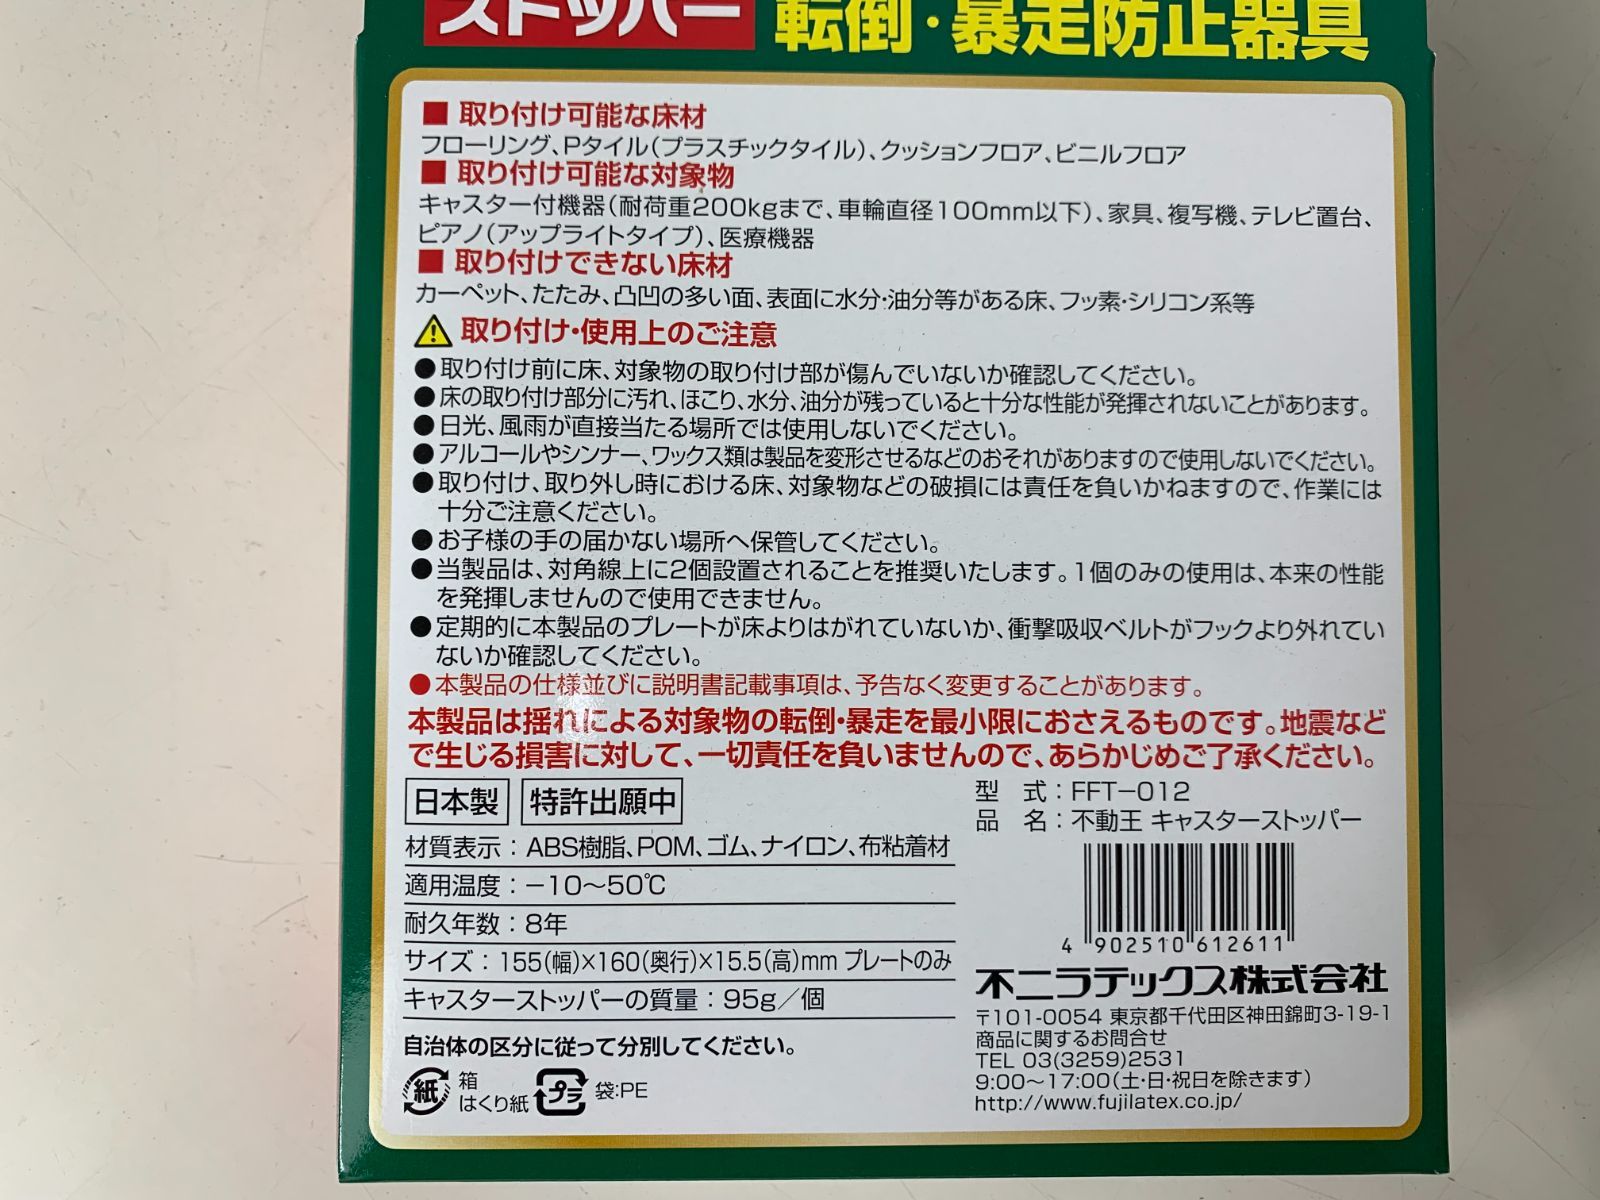 ストッパー 転倒・暴走防止器具
■ 取り付け可能な床材
フローリング、Pタイル(プラスチックタイル)、クッションフロア、ビニルフロア
■ 取り付け可能な対象物
キャスター付機器(耐荷重200kgまで、車輪直径100mm以下)、家具、複写機、テレビ置台、
ピアノ(アップライトタイプ)、医療機器
■ 取り付けできない床材
カーペット、たたみ、凸凹の多い面、表面に水分・油分等がある床、フッ素・シリコン系等
取り付け・使用上のご注意
●取り付け前に床、対象物の取り付け部が傷んでいないか確認してください。
●床の取り付け部分に汚れ、ほこり、水分、油分が残っていると十分な性能が発揮されないことがあります。
●日光、風雨が直接当たる場所では使用しないでください。
●アルコールやシンナー、ワックス類は製品を変形させるなどのおそれがありますので使用しないでください。
●取り付け、取り外し時における床、対象物などの破損には責任を負いかねますので、作業には
十分ご注意ください。
●お子様の手の届かない場所へ保管してください。
●当製品は、対角線上に2個設置されることを推奨いたします。1個のみの使用は、本来の性能
を発揮しませんので使用できません。
●定期的に本製品のプレートが床よりはがれていないか、衝撃吸収ベルトがフックより外れてい
ないか確認してください。
●本製品の仕様並びに説明書記載事項は、予告なく変更することがあります。
本製品は揺れによる対象物の転倒・暴走を最小限におさえるものです。地震など
で生じる損害に対して、一切責任を負いませんので、あらかじめご了承ください。
日本製 特許出願中
材質表示：ABS樹脂、POM、ゴム、ナイロン、布粘着材
適用温度：－10～50℃
耐久年数：8年
サイズ：155(幅)×160(奥行)×15.5(高)mm プレートのみ
キャスターストッパーの質量：95g／個
自治体の区分に従って分別してください。
紙 箱
はくり紙
プラ 袋:PE
型 式：FFT－012
品 名：不動王 キャスターストッパー
4 902510 612611
不二ラテックス株式会社
〒101-0054 東京都千代田区神田錦町3-19-1
商品に関するお問合せ
TEL 03(3259)2531
9:00～17:00(土・日・祝日を除きます)
http://www.fujilatex.co.jp/